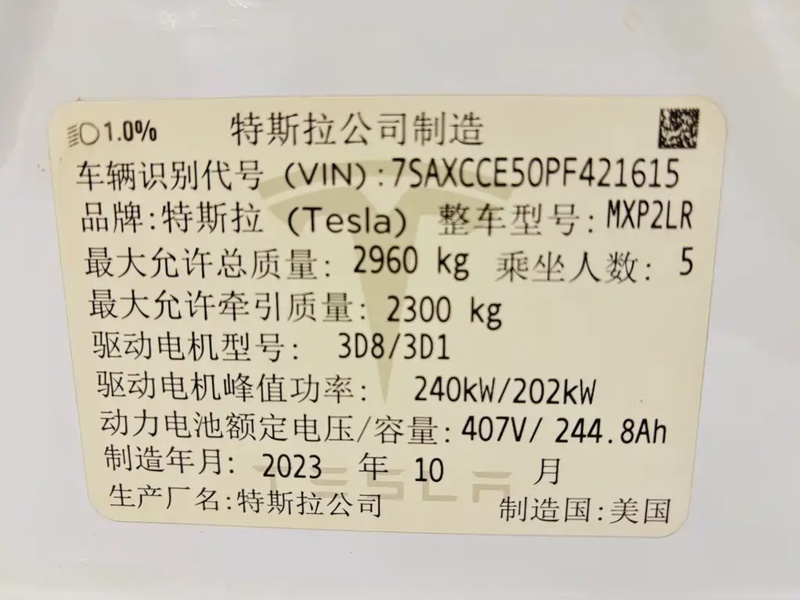 1.0% 特斯拉公司制造
车辆识别代号 (VIN):7SAXCCE50PF421615
品牌:特斯拉 (Tesla) 整车型号:MXP2LR
最大允许总质量: 2960 kg 乘坐人数: 5
最大允许牵引质量: 2300 kg
驱动电机型号: 3D8/3D1
驱动电机峰值功率: 240kW/202kW
动力电池额定电压/容量: 407V/ 244.8Ah
制造年月: 2023 年 10 月
TESLA
生产厂名:特斯拉公司 制造国:美国